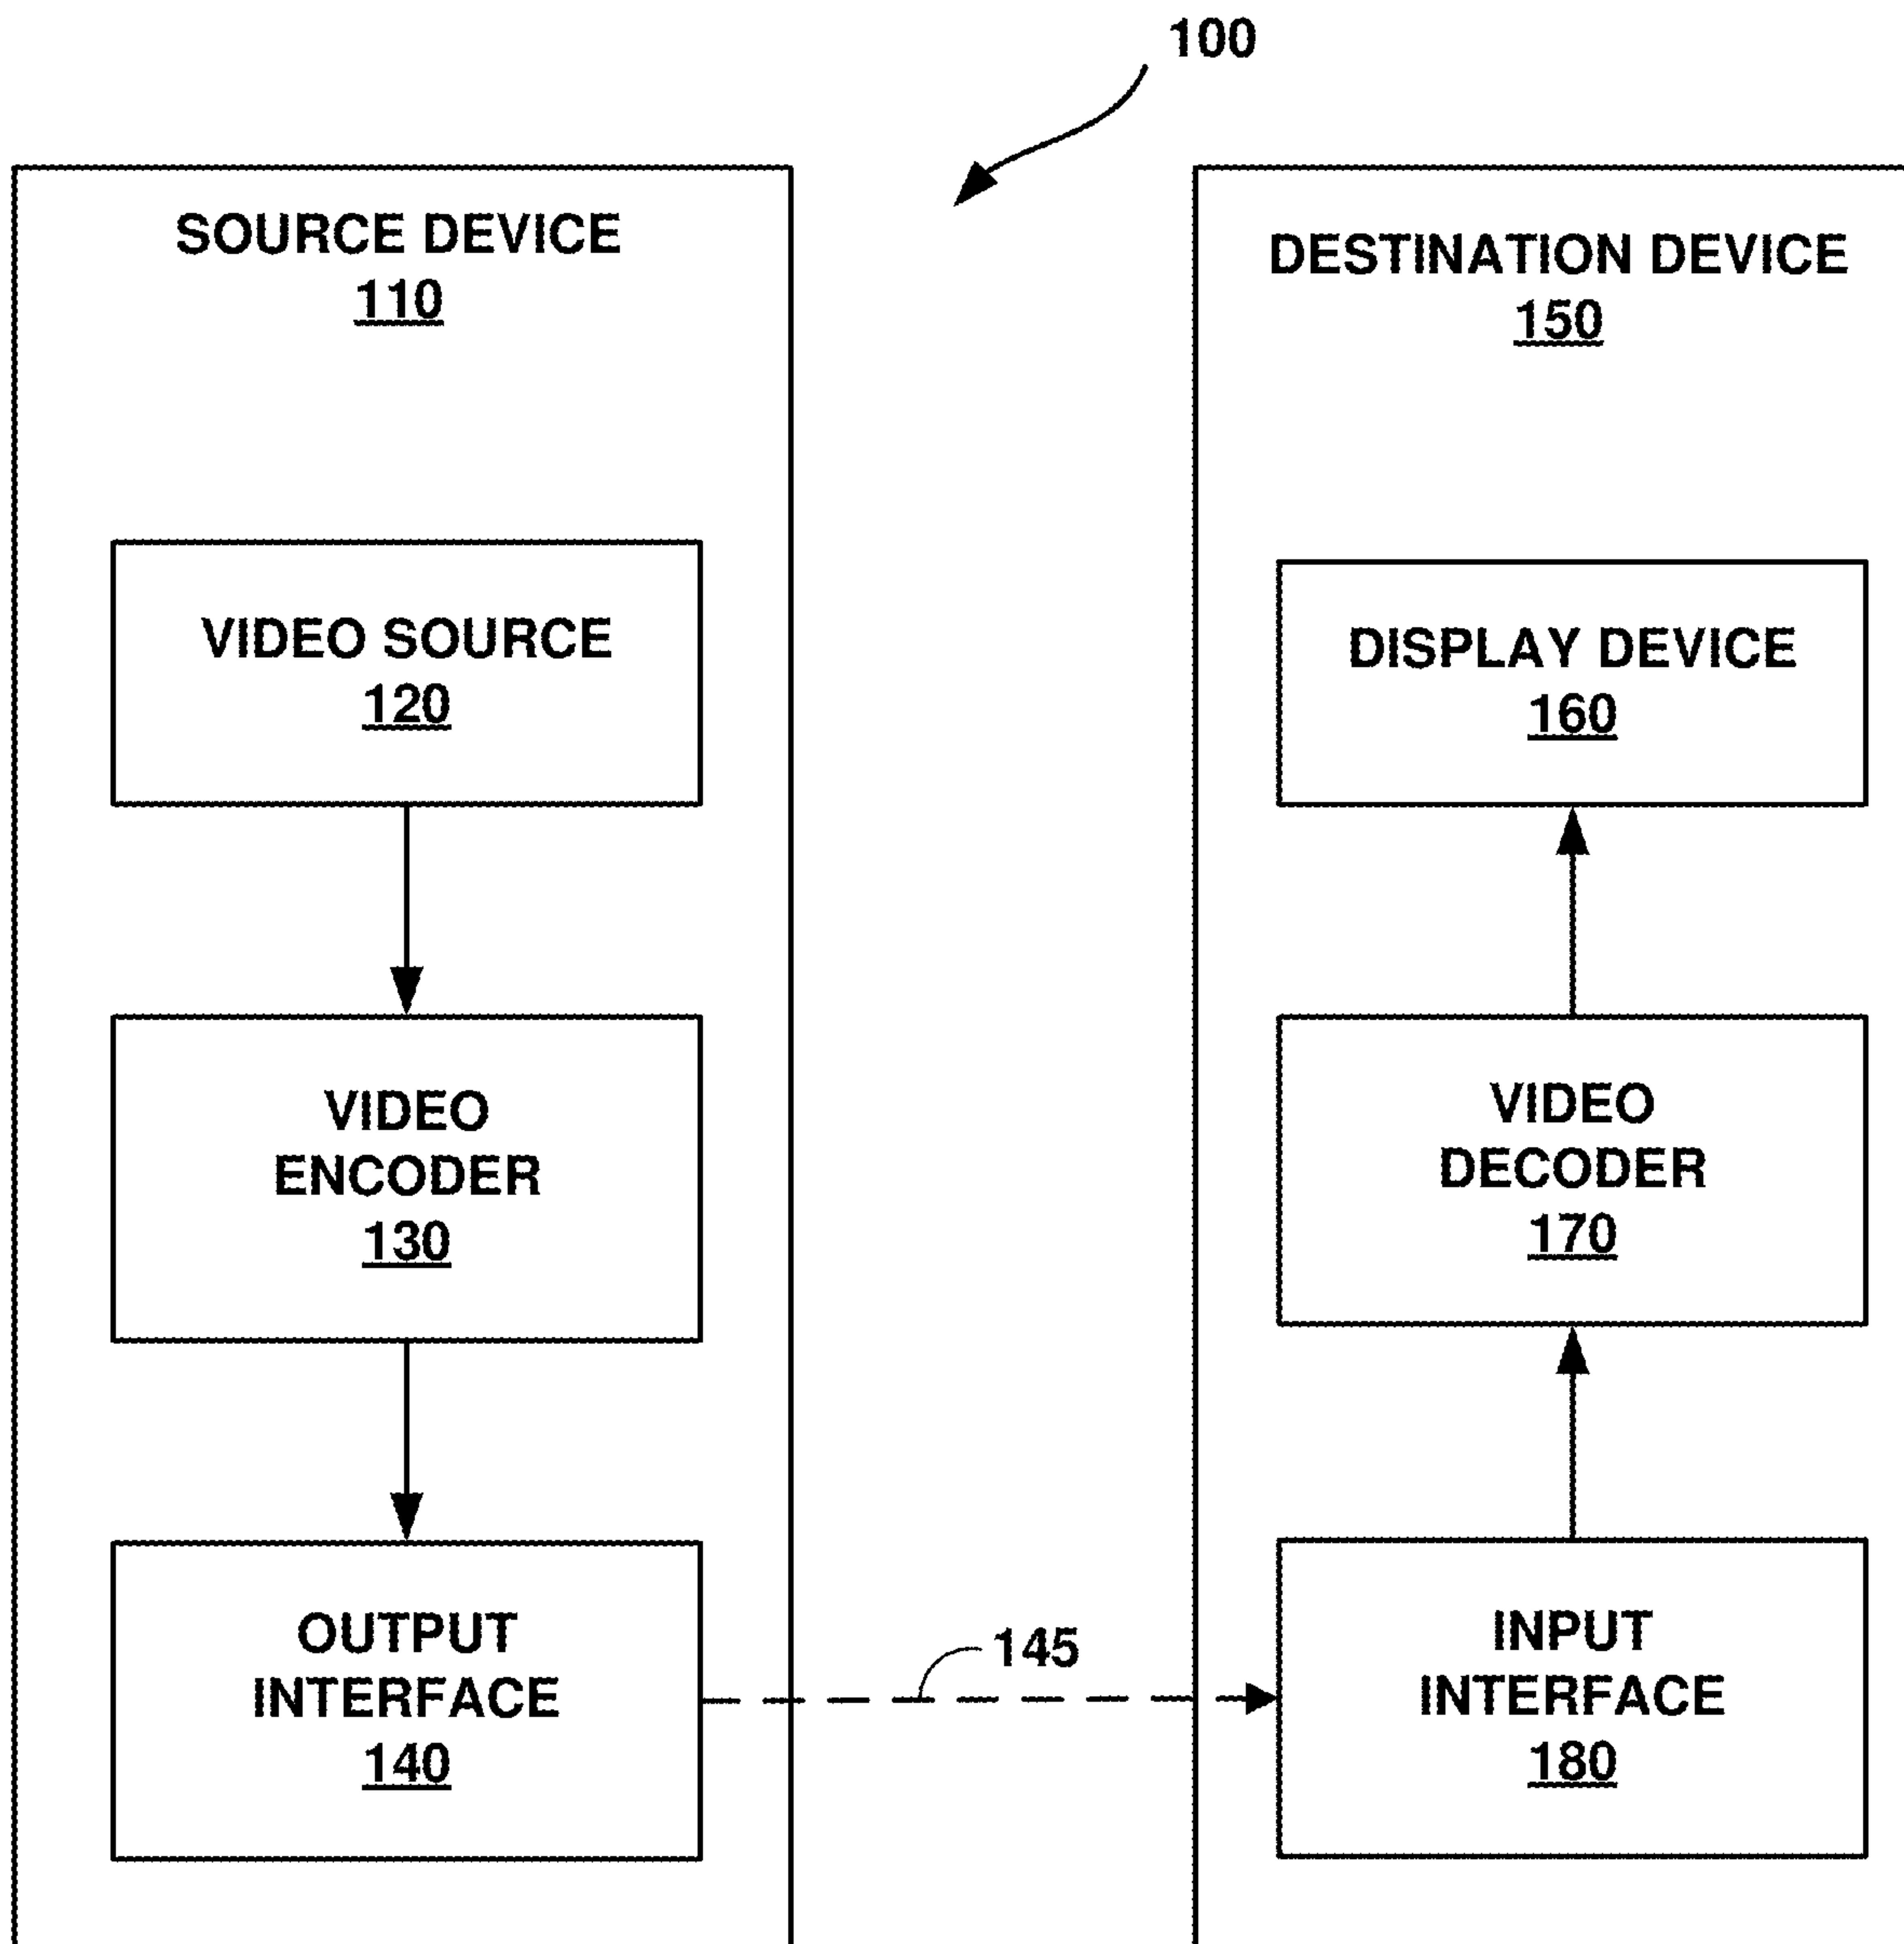 100
SOURCE DEVICE
110
VIDEO SOURCE
120
VIDEO
ENCODER
130
OUTPUT
INTERFACE
140
145
DESTINATION DEVICE
150
DISPLAY DEVICE
160
VIDEO
DECODER
170
INPUT
INTERFACE
180